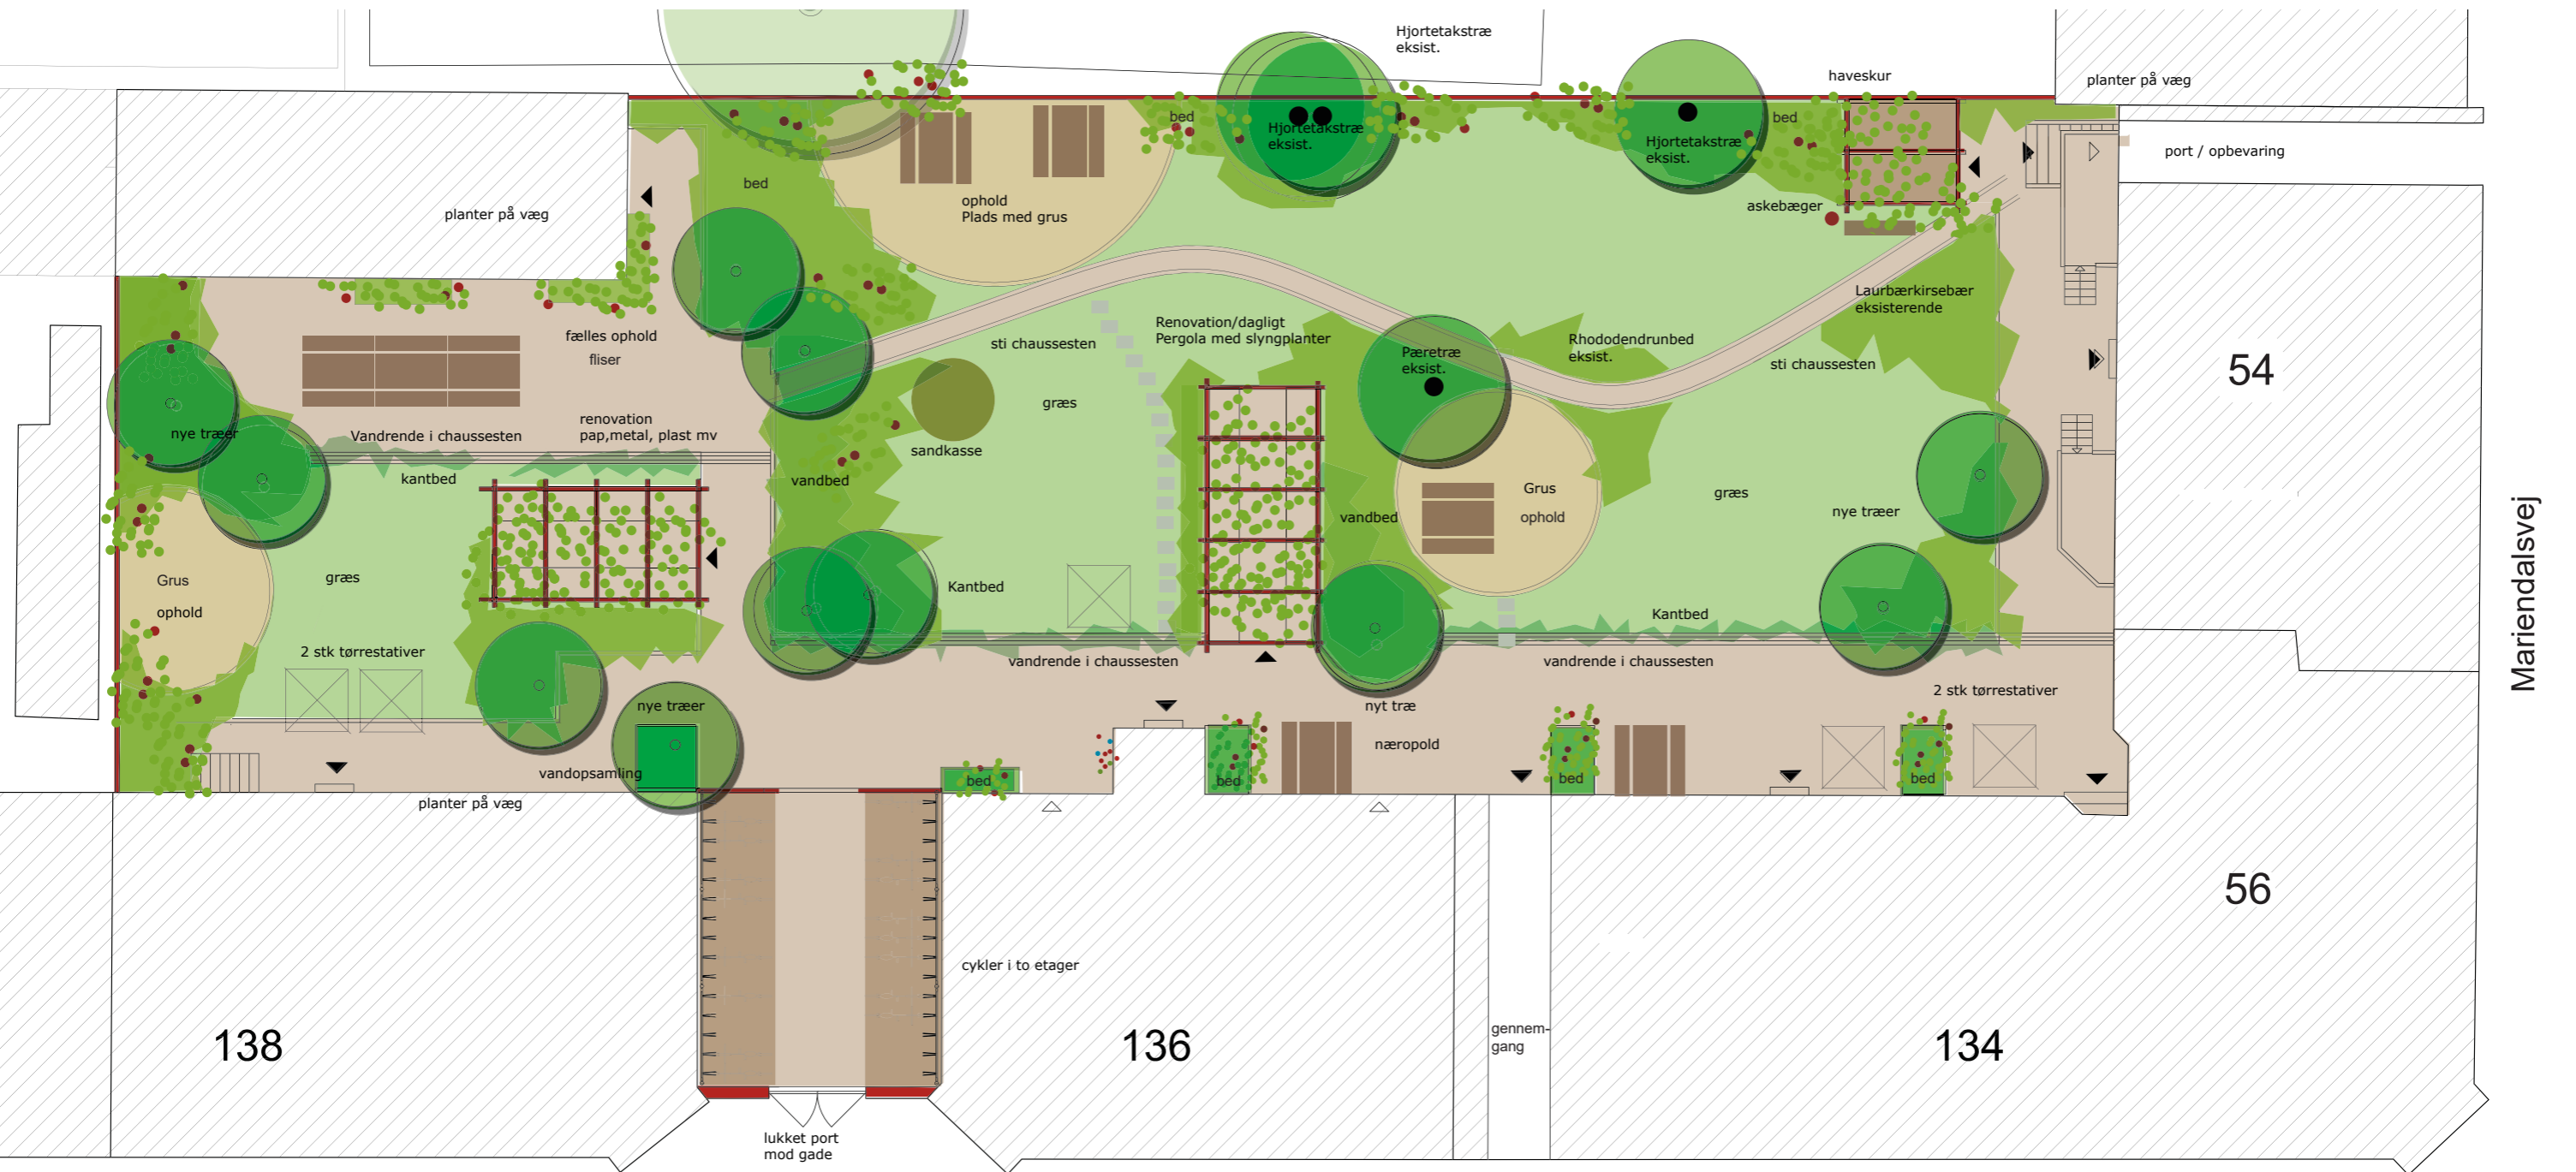 Hjortetakstræ
eksist.
haveskur
planter på væg
bed
Hjortetakstræ
eksist.
bed
Hjortetakstræ
eksist.
port / opbevaring
bed
planter på væg
ophold
Plads med grus
askebæger
Laurbærkirsebær
eksisterende
fælles ophold
fliser
sti chaussesten
Renovation/dagligt
Pergola med slyngplanter
Pæretræ
eksist.
Rhododendrunbed
eksist.
sti chaussesten
54
græs
nye træer
Vandrende i chaussesten
renovation
pap,metal, plast mv
sandkasse
kantbed
vandbed
vandbed
Grus
ophold
græs
nye træer
Mariendalsvej
Grus
ophold
græs
Kantbed
Kantbed
2 stk tørrestativer
vandrende i chaussesten
vandrende i chaussesten
2 stk tørrestativer
nye træer
nyt træ
næropold
vandopsamling
bed
bed
bed
bed
planter på væg
56
cykler i to etager
138
136
gennem-
gang
134
lukket port
mod gade